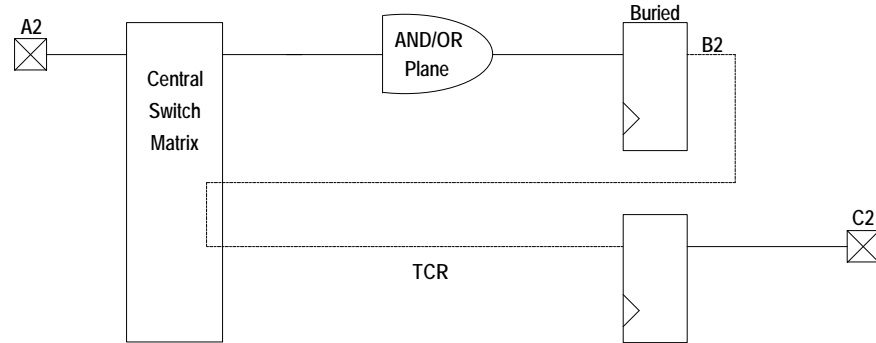 A2
Central
Switch
Matrix
AND/OR
Plane
Buried
B2
TCR
C2